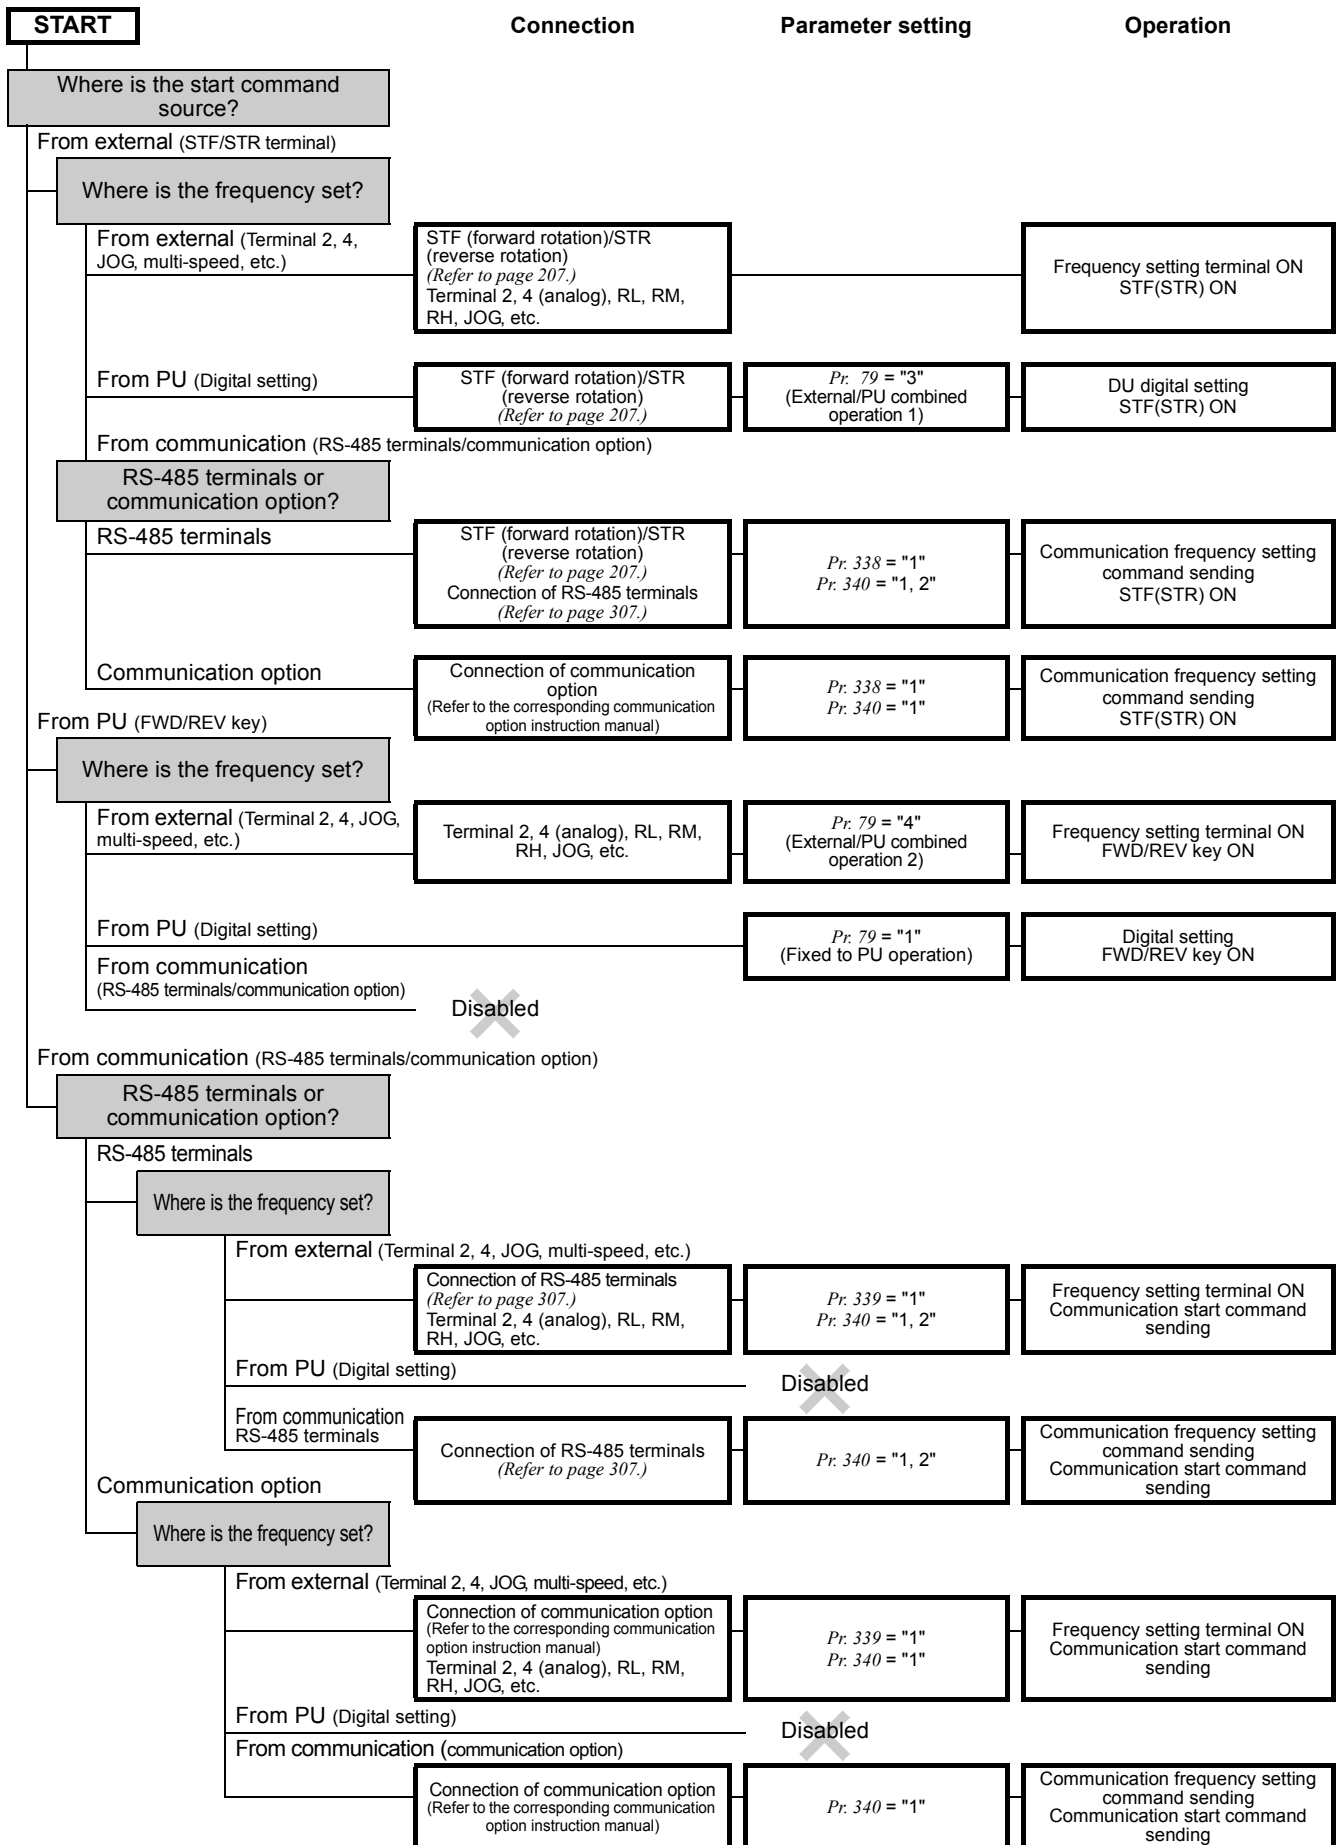 START
Connection
Parameter setting
Operation
Where is the start command
source?
From external (STF/STR terminal)
Where is the frequency set?
From external (Terminal 2, 4,
JOG, multi-speed, etc.)
STF (forward rotation)/STR
(reverse rotation)
(Refer to page 207.)
Terminal 2, 4 (analog), RL, RM,
RH, JOG, etc.
Frequency setting terminal ON
STF(STR) ON
From PU (Digital setting)
STF (forward rotation)/STR
(reverse rotation)
(Refer to page 207.)
Pr. 79 = "3"
(External/PU combined
operation 1)
DU digital setting
STF(STR) ON
From communication (RS-485 terminals/communication option)
RS-485 terminals or
communication option?
RS-485 terminals
STF (forward rotation)/STR
(reverse rotation)
(Refer to page 207.)
Connection of RS-485 terminals
(Refer to page 307.)
Pr. 338 = "1"
Pr. 340 = "1, 2"
Communication frequency setting
command sending
STF(STR) ON
Communication option
Connection of communication
option
(Refer to the corresponding communication
option instruction manual)
Pr. 338 = "1"
Pr. 340 = "1"
Communication frequency setting
command sending
STF(STR) ON
From PU (FWD/REV key)
Where is the frequency set?
From external (Terminal 2, 4, JOG,
multi-speed, etc.)
Terminal 2, 4 (analog), RL, RM,
RH, JOG, etc.
Pr. 79 = "4"
(External/PU combined
operation 2)
Frequency setting terminal ON
FWD/REV key ON
From PU (Digital setting)
Pr. 79 = "1"
(Fixed to PU operation)
Digital setting
FWD/REV key ON
From communication
(RS-485 terminals/communication option)
Disabled
From communication (RS-485 terminals/communication option)
RS-485 terminals or
communication option?
RS-485 terminals
Where is the frequency set?
From external (Terminal 2, 4, JOG, multi-speed, etc.)
Connection of RS-485 terminals
(Refer to page 307.)
Terminal 2, 4 (analog), RL, RM,
RH, JOG, etc.
Pr. 339 = "1"
Pr. 340 = "1, 2"
Frequency setting terminal ON
Communication start command
sending
From PU (Digital setting)
Disabled
From communication
RS-485 terminals
Connection of RS-485 terminals
(Refer to page 307.)
Pr. 340 = "1, 2"
Communication frequency setting
command sending
Communication start command
sending
Communication option
Where is the frequency set?
From external (Terminal 2, 4, JOG, multi-speed, etc.)
Connection of communication option
(Refer to the corresponding communication
option instruction manual)
Terminal 2, 4 (analog), RL, RM,
RH, JOG, etc.
Pr. 339 = "1"
Pr. 340 = "1"
Frequency setting terminal ON
Communication start command
sending
From PU (Digital setting)
Disabled
From communication (communication option)
Connection of communication option
(Refer to the corresponding communication
option instruction manual)
Pr. 340 = "1"
Communication frequency setting
command sending
Communication start command
sending